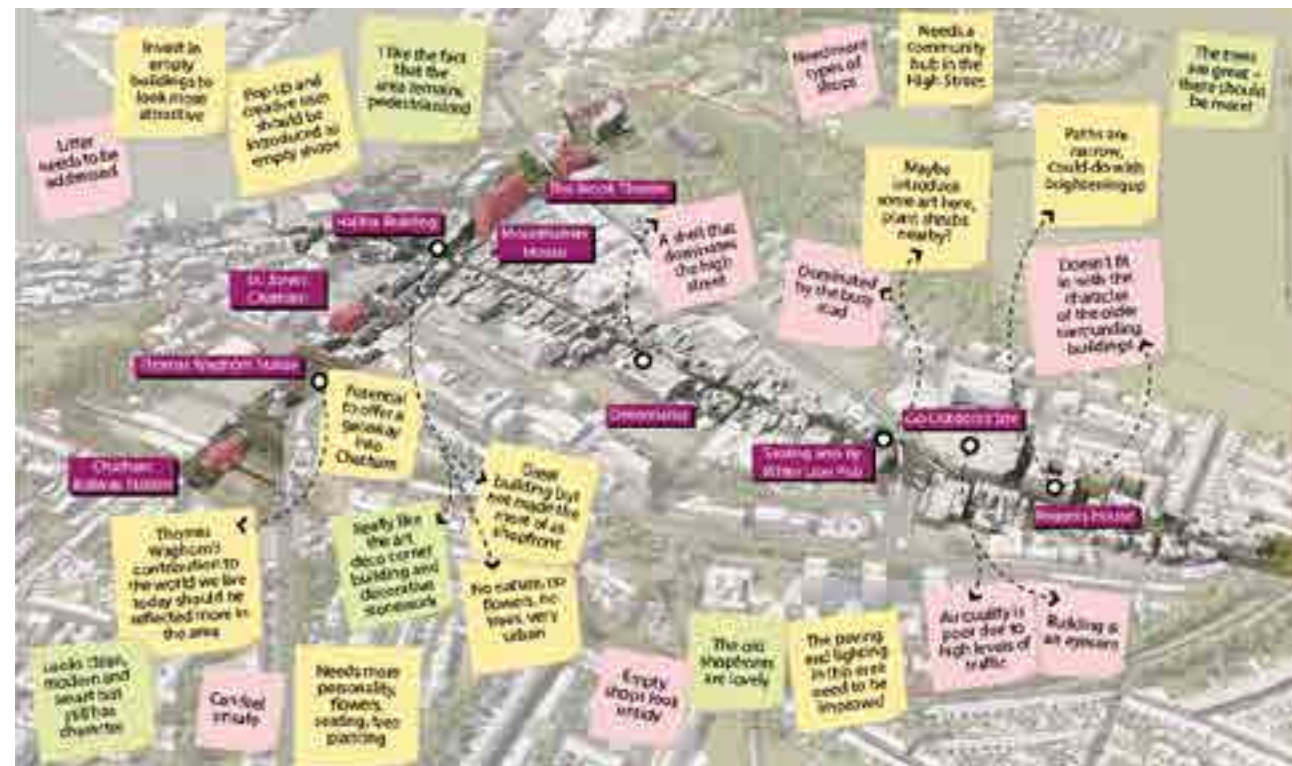 Invest in
empty
buildings to
look more
attractive
Pop-up and
creative uses
should be
introduced to
empty shops
I like the fact
that the
area remains
pedestrianised
Need more
types of
shops
Needs a
community
hub in the
High Street
The trees
are great -
there should
be more!
Litter
needs to be
addressed
Paths are
narrow,
could do with
brightening up
Maybe
introduce
some art here,
plant shrubs
nearby?
The Brook Theatre
Halifax Building
Mountbatten
House
A shell that
dominates
the high
street
Dominated
by the busy
road
Doesn't fit
in with the
character
of the older
surrounding
buildings
St. John's
Chatham
Thomas Waghorn Statue
Potential
to offer a
gateway
into
Chatham
Go Outdoors Site
Seating area by
White Lion Pub
Chatham
Railway Station
Great
building but
not made the
most of as
shopfront
Thomas
Waghorn's
contribution to
the world we live
today should be
reflected more in
the area
Really like
the art
deco corner
building and
decorative
stonework
No nature, no
flowers, no
trees, very
urban
Air quality is
poor due to
high levels of
traffic
Building is
an eyesore
Looks clean,
modern and
smart but
still has
character
Can feel
unsafe
Needs more
personality,
flowers,
seating, tree
planting
Empty
shops look
untidy
The old
shopfronts
are lovely
The paving
and lighting
in this area
need to be
improved